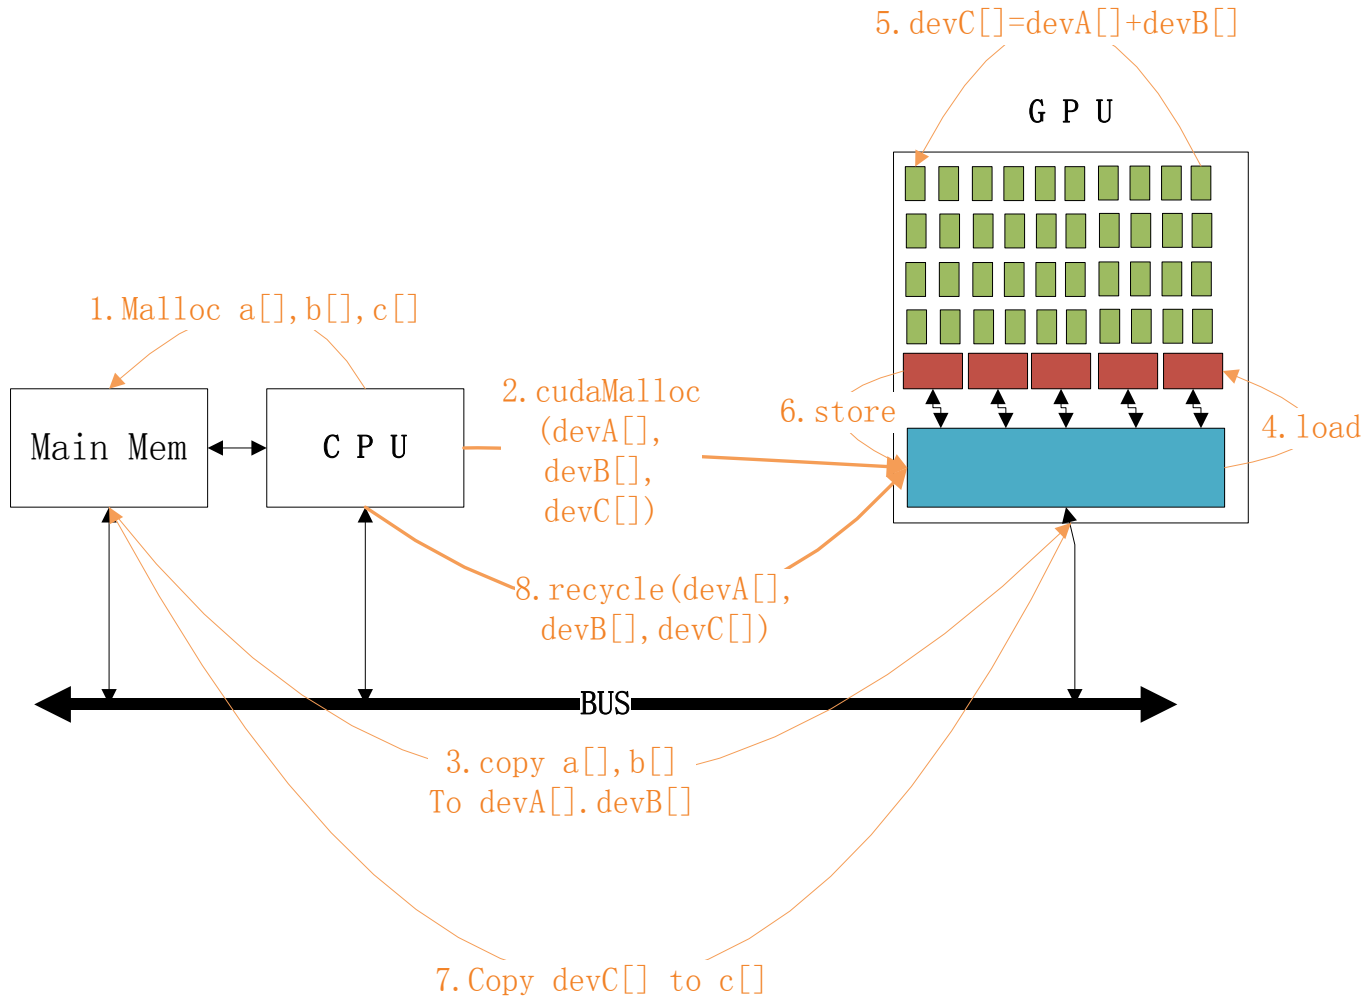 5.devC[]=devA[]+devB[]
G P U
1.Malloc a[],b[],c[]
2.cudaMalloc
(devA[],
devB[],
devC[])
6.store
4.load
Main Mem
C P U
8.recycle(devA[],
devB[],devC[])
BUS
3.copy a[],b[]
To devA[].devB[]
7.Copy devC[] to c[]